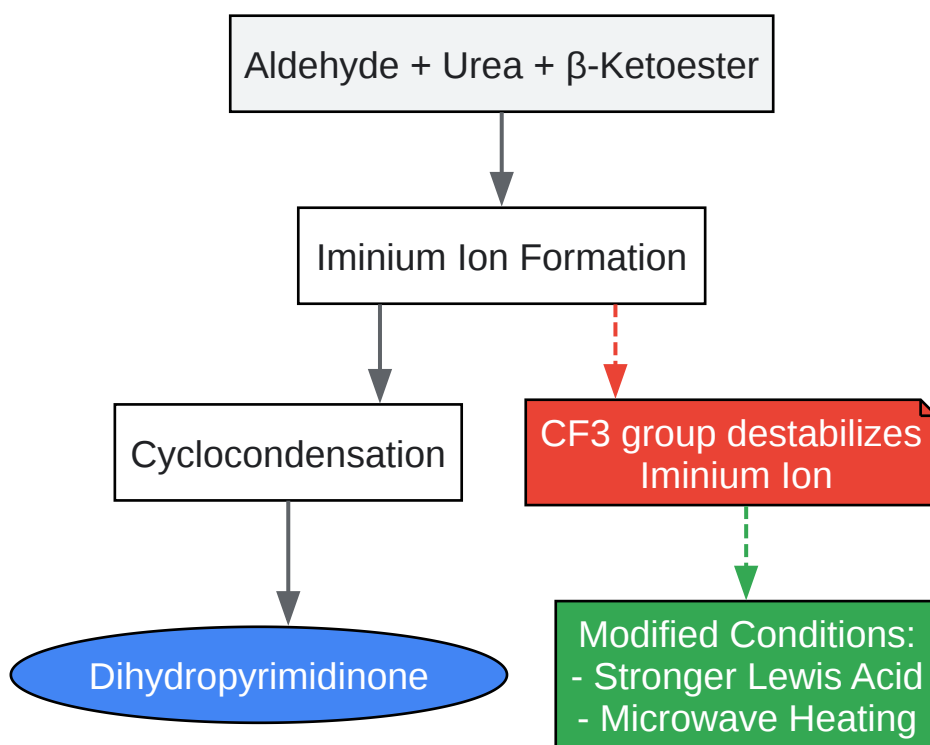 Aldehyde + Urea + β-Ketoester
Iminium Ion Formation
Cyclocondensation
CF3 group destabilizes
Iminium Ion
Dihydropyrimidinone
Modified Conditions:
- Stronger Lewis Acid
- Microwave Heating